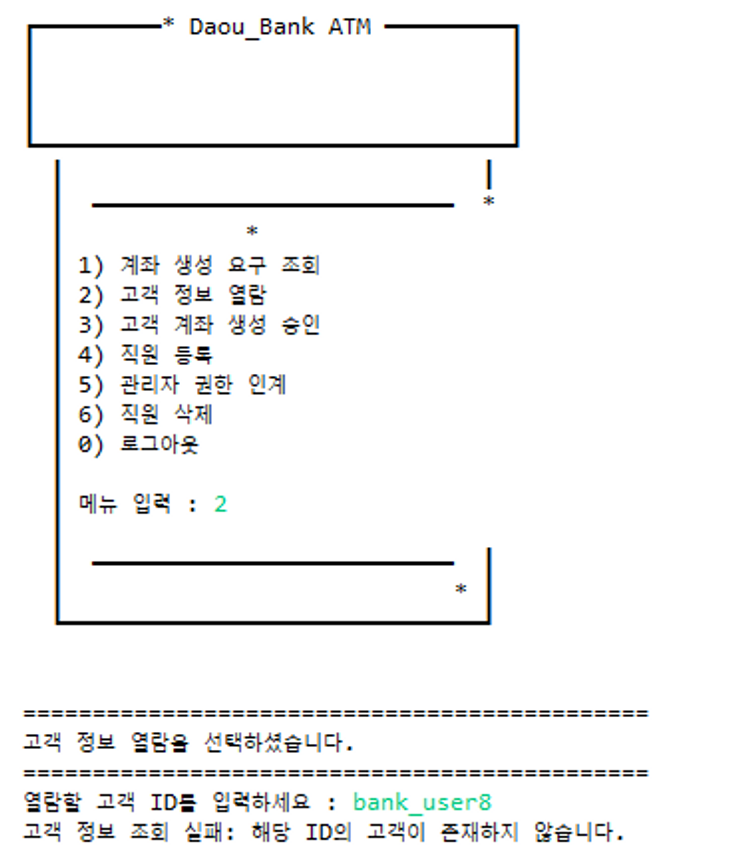 * Daou_Bank ATM
*
*
1) 계좌 생성 요구 조회
2) 고객 정보 열람
3) 고객 계좌 생성 승인
4) 직원 등록
5) 관리자 권한 인계
6) 직원 삭제
0) 로그아웃
메뉴 입력 : 2
*
=============================================
고객 정보 열람을 선택하셨습니다.
=============================================
열람할 고객 ID를 입력하세요 : bank_user8
고객 정보 조회 실패: 해당 ID의 고객이 존재하지 않습니다.